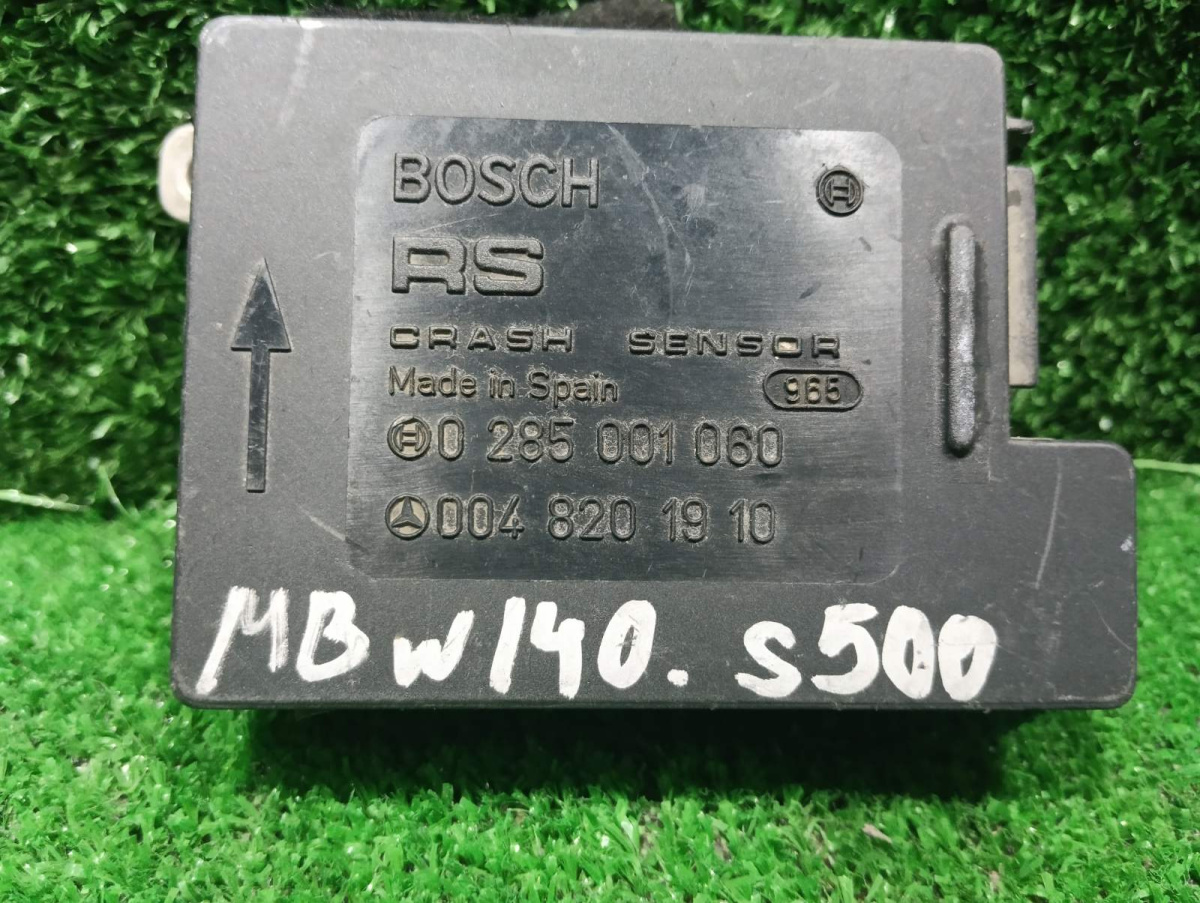 BOSCH
RS
CRASH SENSOR
Made in Spain 965
0 285 001 060
004 820 19 10
MB w140. s500